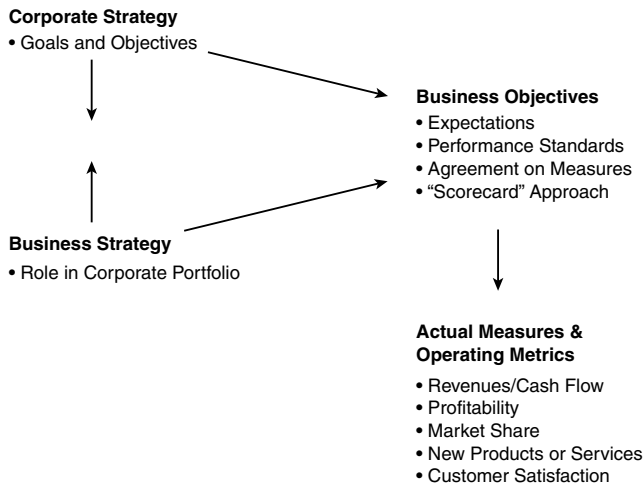 Corporate Strategy
• Goals and Objectives
Business Objectives
• Expectations
• Performance Standards
• Agreement on Measures
• “Scorecard” Approach
Business Strategy
• Role in Corporate Portfolio
Actual Measures &
Operating Metrics
• Revenues/Cash Flow
• Profitability
• Market Share
• New Products or Services
• Customer Satisfaction